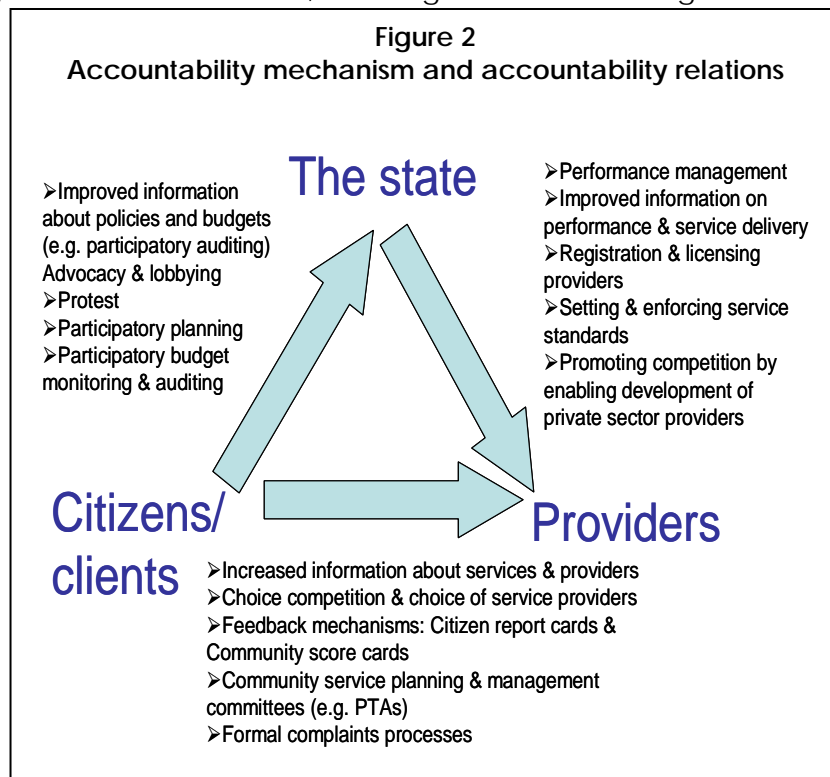 Figure 2
Accountability mechanism and accountability relations
The state
➢Improved information
about policies and budgets
(e.g. participatory auditing)
Advocacy & lobbying
➢Protest
➢Participatory planning
➢Participatory budget
monitoring & auditing
➢Performance management
➢Improved information on
performance & service delivery
➢Registration & licensing
providers
➢Setting & enforcing service
standards
➢Promoting competition by
enabling development of
private sector providers
Citizens/
clients
Providers
➢Increased information about services & providers
➢Choice competition & choice of service providers
➢Feedback mechanisms: Citizen report cards &
Community score cards
➢Community service planning & management
committees (e.g. PTAs)
➢Formal complaints processes